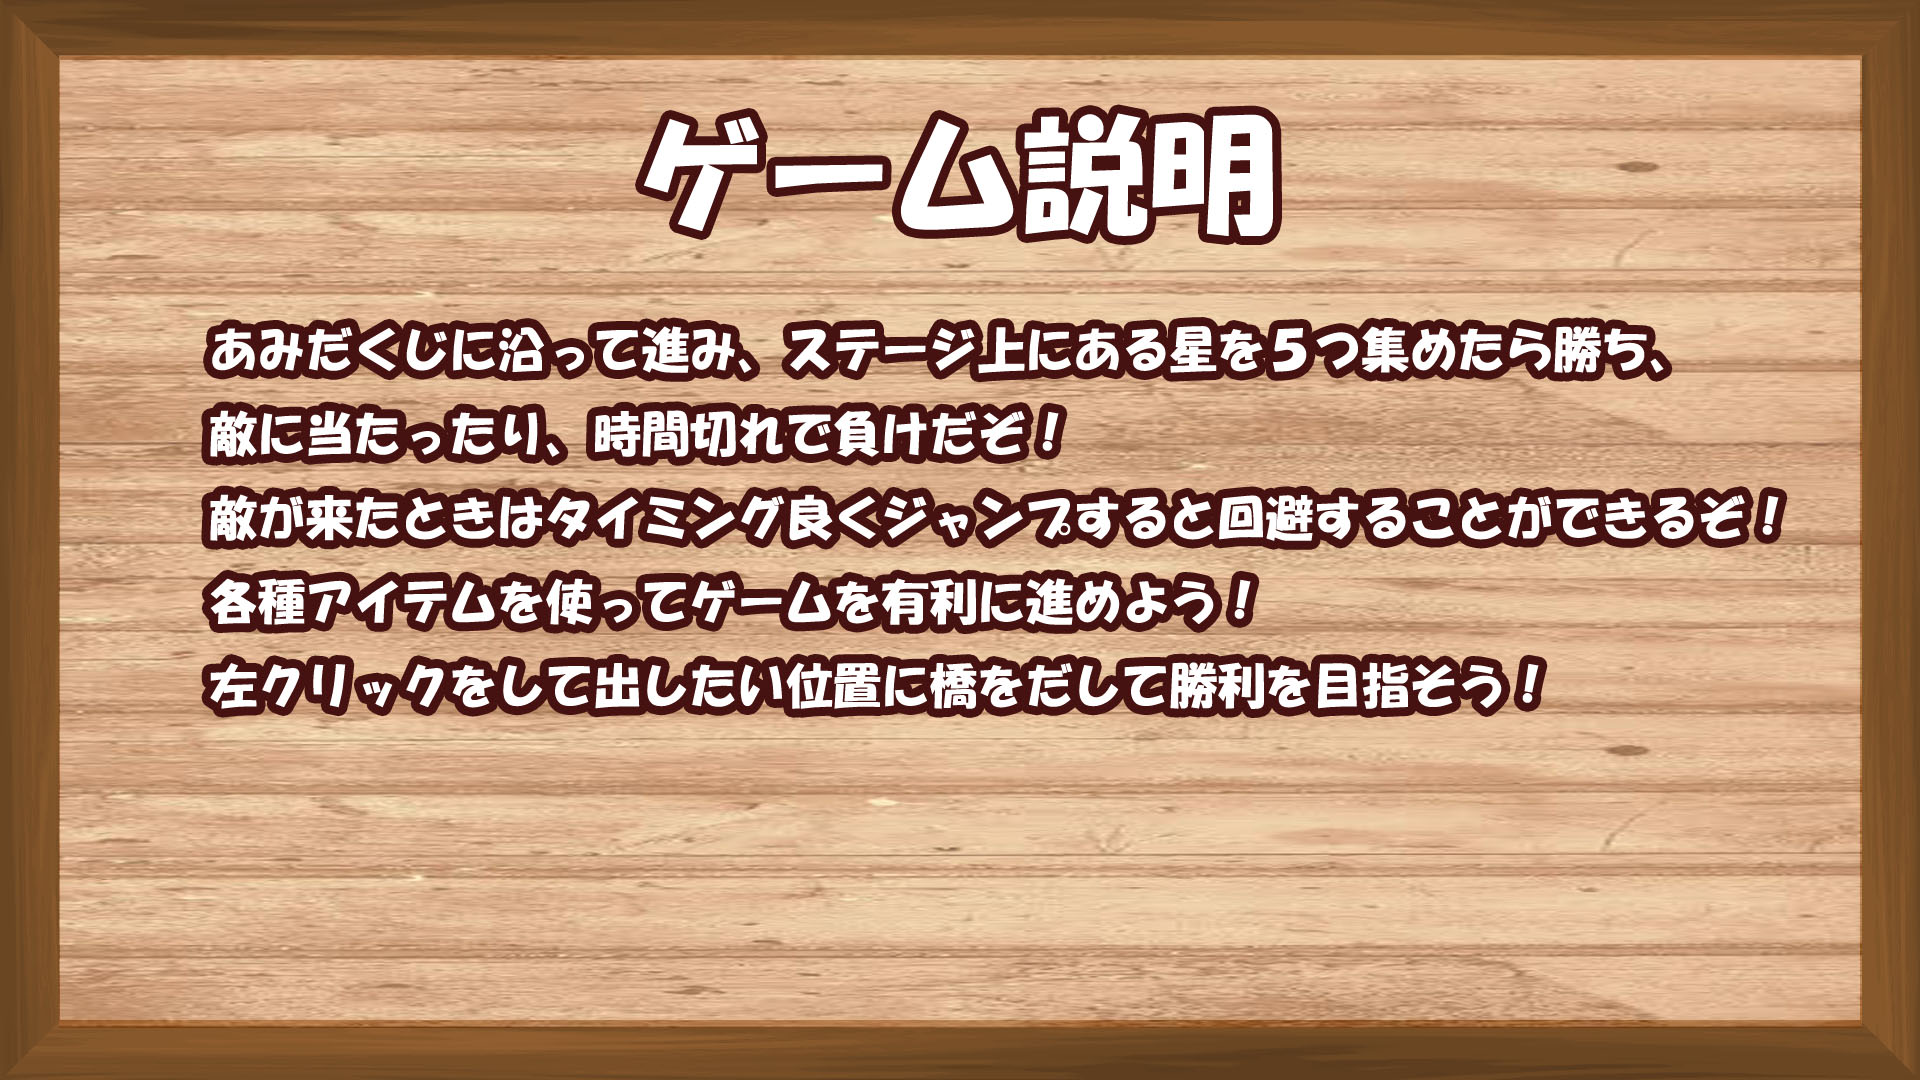 ゲーム説明
あみだくじに沿って進み、ステージ上にある星を５つ集めたら勝ち、
敵に当たったり、時間切れで負けだぞ！
敵が来たときはタイミング良くジャンプすると回避することができるぞ！
各種アイテムを使ってゲームを有利に進めよう！
左クリックをして出したい位置に橋をだして勝利を目指そう！